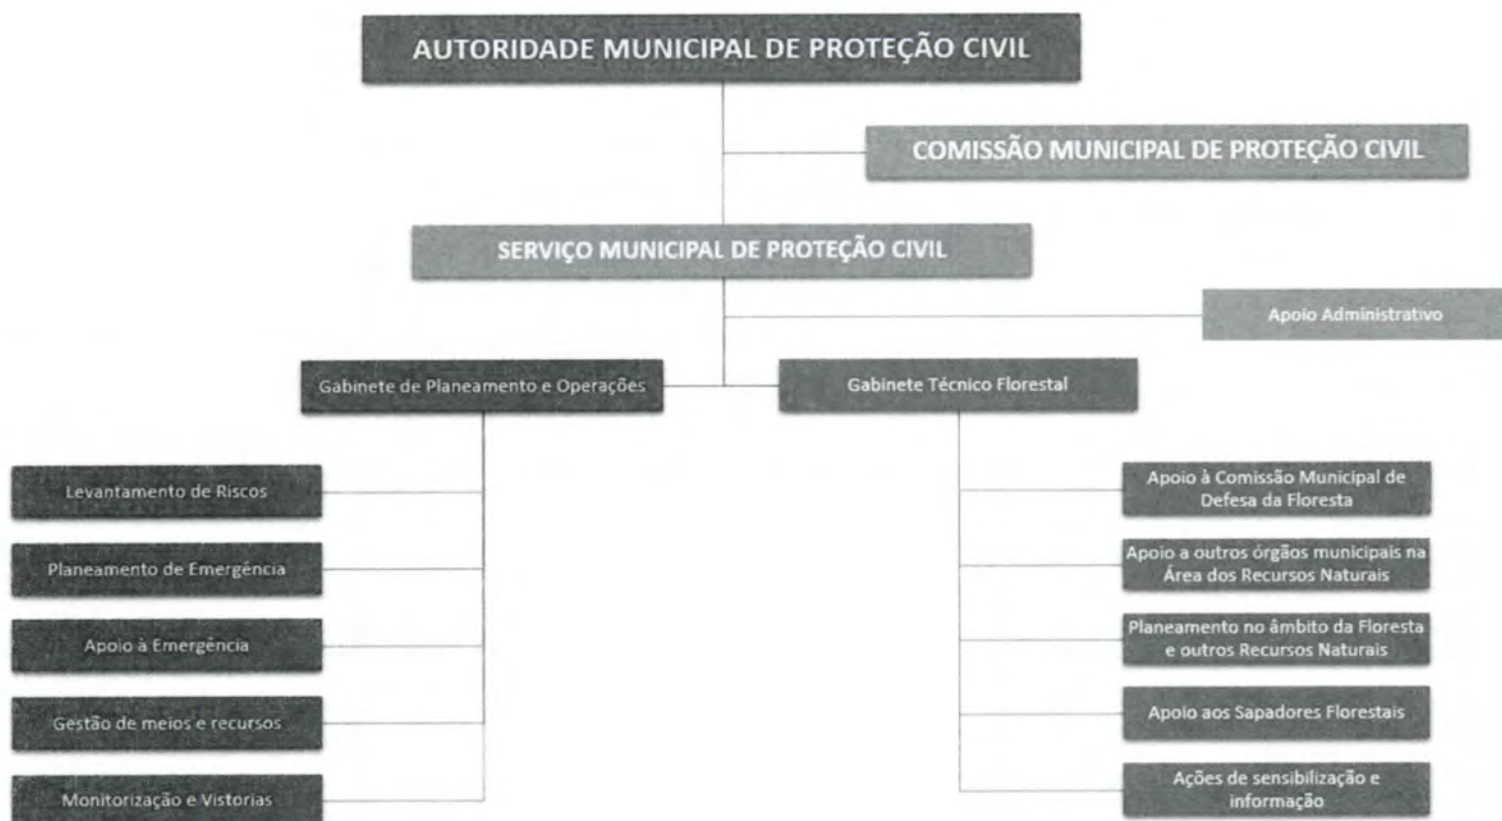 AUTORIDADE MUNICIPAL DE PROTEÇÃO CIVIL
COMISSÃO MUNICIPAL DE PROTEÇÃO CIVIL
SERVIÇO MUNICIPAL DE PROTEÇÃO CIVIL
Apoio Administrativo
Gabinete de Planeamento e Operações
Gabinete Técnico Florestal
Levantamento de Riscos
Planeamento de Emergência
Apoio à Emergência
Gestão de meios e recursos
Monitorização e Vistorias
Apoio à Comissão Municipal de
Defesa da Floresta
Apoio a outros órgãos municipais na
Área dos Recursos Naturais
Planeamento no âmbito da Floresta
e outros Recursos Naturais
Apoio aos Sapadores Florestais
Ações de sensibilização e
informação